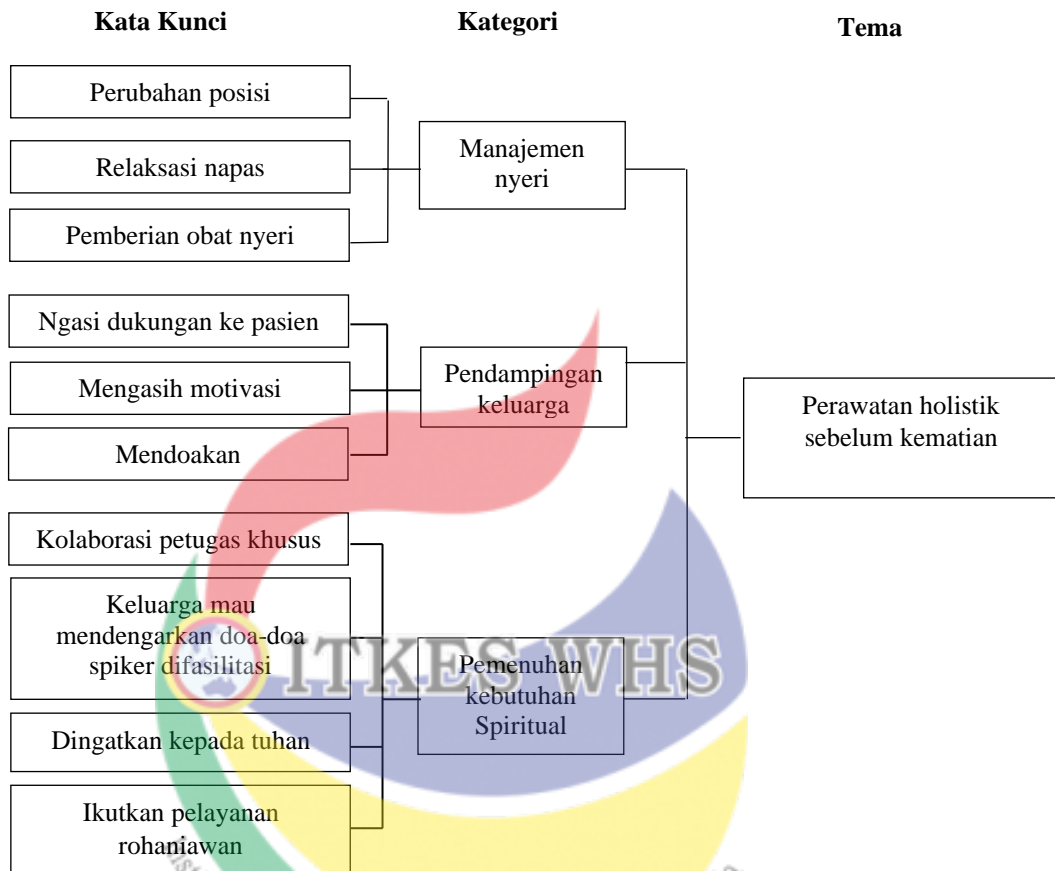 Kata Kunci
Kategori
Tema
Perubahan posisi
Relaksasi napas
Pemberian obat nyeri
Manajemen
nyeri
Ngasi dukungan ke pasien
Mengasih motivasi
Mendoakan
Pendampingan
keluarga
Perawatan holistik
sebelum kematian
Kolaborasi petugas khusus
Keluarga mau
mendengarkan doa-doa
spiker difasilitasi
Dingatkan kepada tuhan
Ikutkan pelayanan
rohaniawan
Pemenuhan
kebutuhan
Spiritual
ITKES WHS